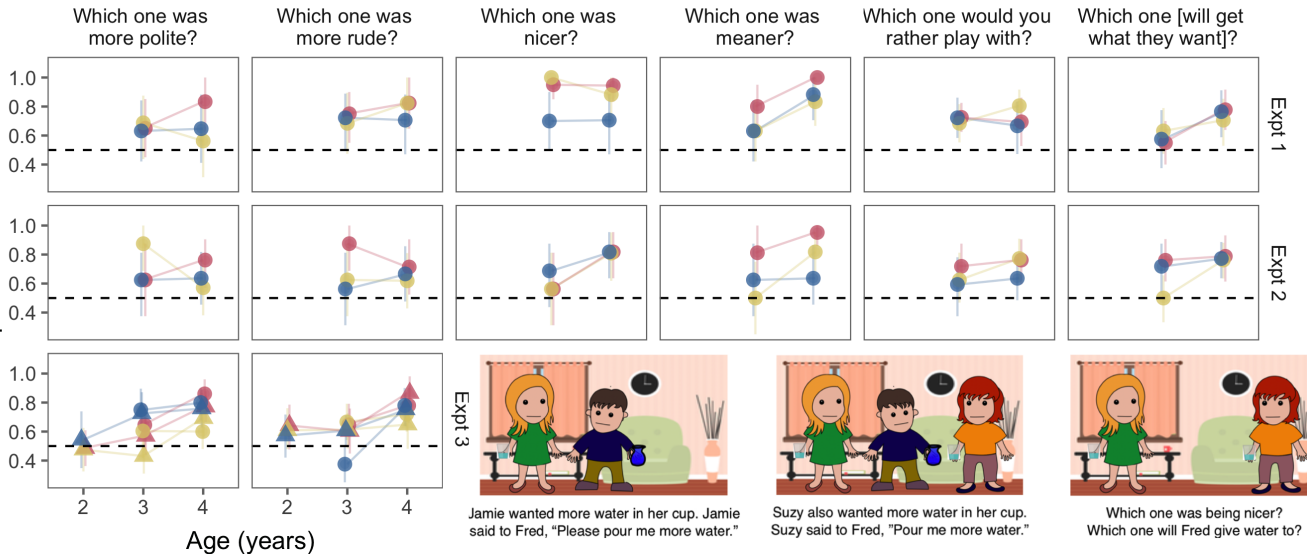 Which one was
more polite?
Which one was
more rude?
Which one was
nicer?
Which one was
meaner?
Which one would you
rather play with?
Which one [will get
what they want]?
1.0
0.8
0.6
0.4
Expt 1
1.0
0.8
0.6
0.4
Expt 2
1.0
0.8
0.6
0.4
Expt 3
2 3 4
2 3 4
Age (years)
Jamie wanted more water in her cup. Jamie
said to Fred, “Please pour me more water.”
Suzy also wanted more water in her cup.
Suzy said to Fred, ”Pour me more water.”
Which one was being nicer?
Which one will Fred give water to?